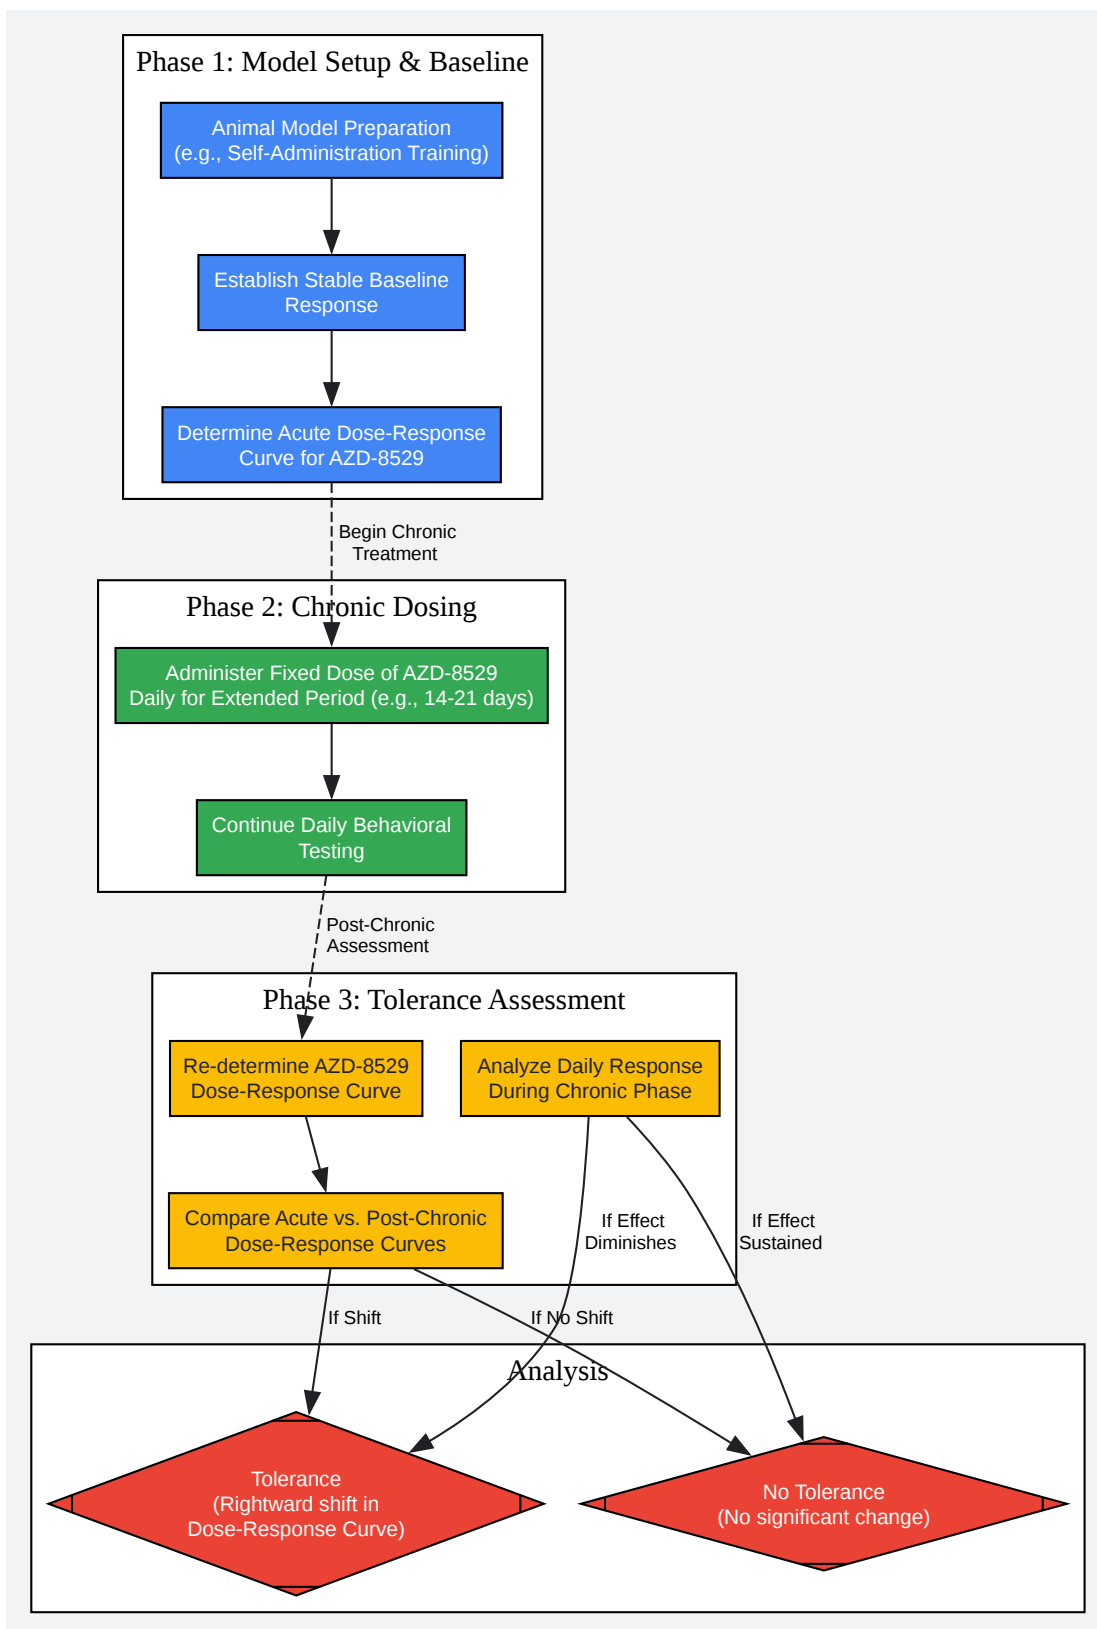 Phase 1: Model Setup & Baseline
Animal Model Preparation
(e.g., Self-Administration Training)
Establish Stable Baseline
Response
Determine Acute Dose-Response
Curve for AZD-8529
Begin Chronic
Treatment
Phase 2: Chronic Dosing
Administer Fixed Dose of AZD-8529
Daily for Extended Period (e.g., 14-21 days)
Continue Daily Behavioral
Testing
Post-Chronic
Assessment
Phase 3: Tolerance Assessment
Re-determine AZD-8529
Dose-Response Curve
Analyze Daily Response
During Chronic Phase
Compare Acute vs. Post-Chronic
Dose-Response Curves
If Effect
Diminishes
If Effect
Sustained
If Shift
If No Shift
Analysis
Tolerance
(Rightward shift in
Dose-Response Curve)
No Tolerance
(No significant change)